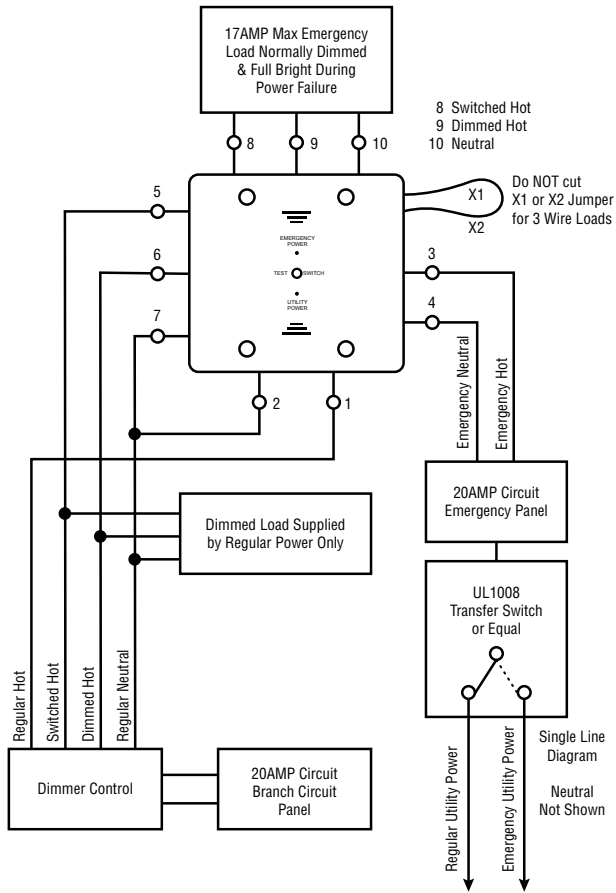 17AMP Max Emergency
Load Normally Dimmed
& Full Bright During
Power Failure
8 Switched Hot
9 Dimmed Hot
10 Neutral
8
9
10
X1
X2
Do NOT cut
X1 or X2 Jumper
for 3 Wire Loads
5
6
7
EMERGENCY
POWER
TEST SWITCH
UTILITY
POWER
3
4
2
1
Emergency Neutral
Emergency Hot
20AMP Circuit
Emergency Panel
Dimmed Load Supplied
by Regular Power Only
UL1008
Transfer Switch
or Equal
Regular Hot
Switched Hot
Dimmed Hot
Regular Neutral
Dimmer Control
20AMP Circuit
Branch Circuit
Panel
Regular Utility Power
Emergency Utility Power
Single Line
Diagram
Neutral
Not Shown